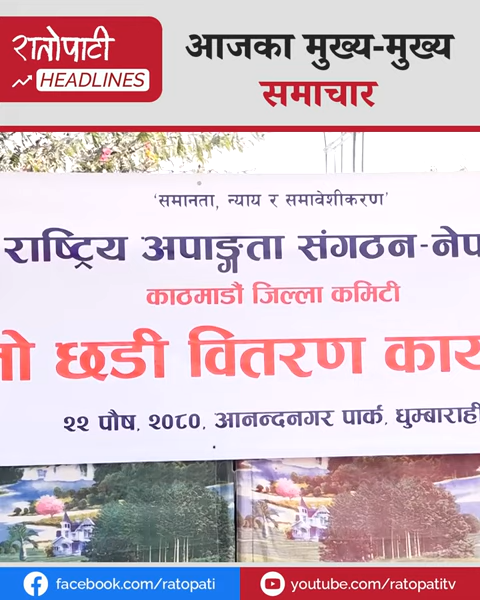 रातोपाटी
HEADLINES
आजका मुख्य-मुख्य
समाचार
'समानता, न्याय र समावेशीकरण'
राष्ट्रिय अपाङ्गता संगठन-नेप
काठमाडौं जिल्ला कमिटी
तो छडी वितरण कार्य
२२ पौष, २०८०, आनन्दनगर पार्क, धुम्बाराही
facebook.com/ratopati
youtube.com/ratopatitv